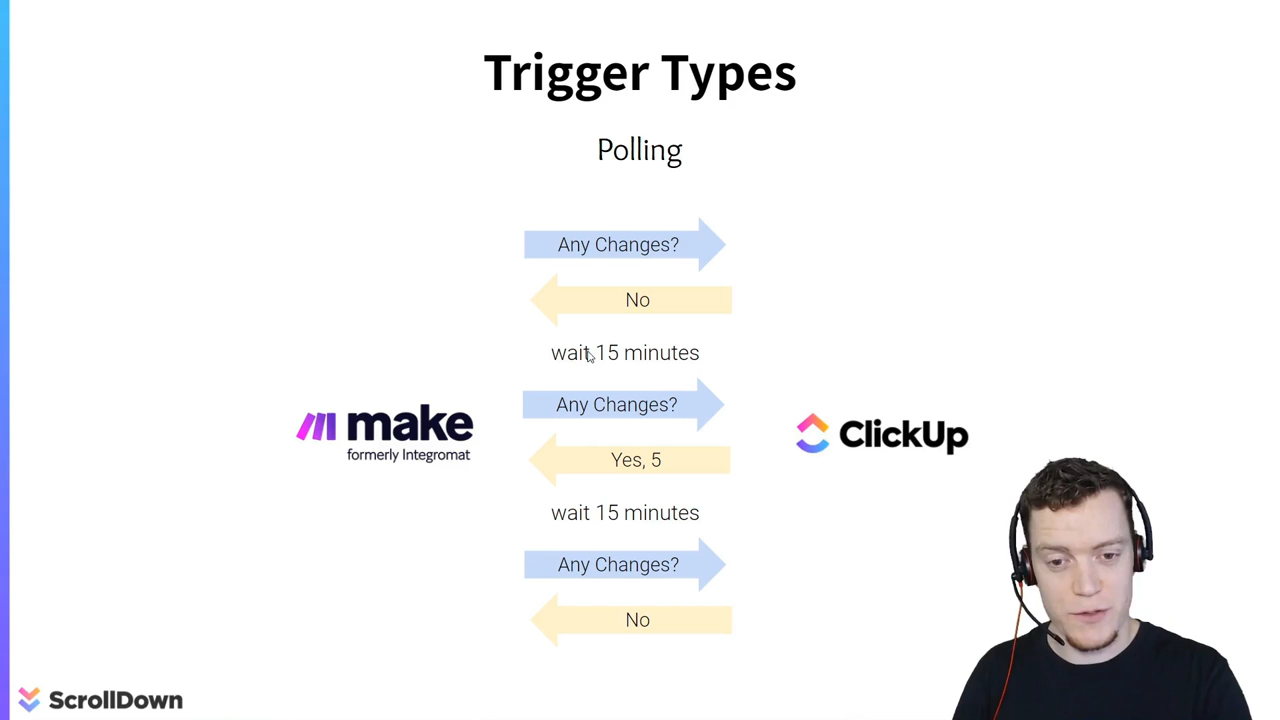 Trigger Types
Polling
Any Changes?
No
wait 15 minutes
Any Changes?
make
formerly Integromat
ClickUp
Yes, 5
wait 15 minutes
Any Changes?
No
ScrollDown